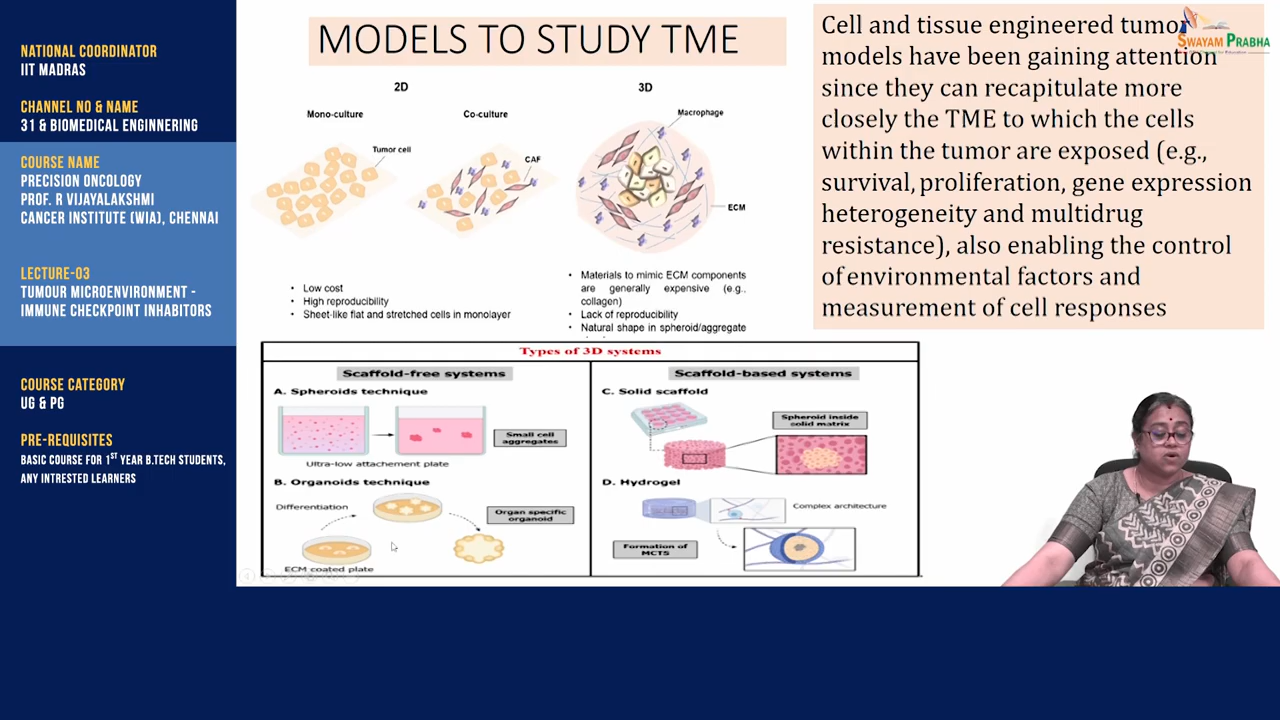 NATIONAL COORDINATOR
IIT MADRAS
CHANNEL NO & NAME
31 & BIOMEDICAL ENGINNERING
COURSE NAME
PRECISION ONCOLOGY
PROF. R VIJAYALAKSHMI
CANCER INSTITUTE (WIA), CHENNAI
LECTURE-03
TUMOUR MICROENVIRONMENT -
IMMUNE CHECKPOINT INHABITORS
COURSE CATEGORY
UG & PG
PRE-REQUISITES
BASIC COURSE FOR 1ST YEAR B.TECH STUDENTS,
ANY INTRESTED LEARNERS
MODELS TO STUDY TME
2D
3D
Mono-culture
Co-culture
Macrophage
Tumor cell
CAF
ECM
• Low cost
• High reproducibility
• Sheet-like flat and stretched cells in monolayer
• Materials to mimic ECM components
are generally expensive (e.g.,
collagen)
• Lack of reproducibility
• Natural shape in spheroid/aggregate
Cell and tissue engineered tumor
models have been gaining attention
since they can recapitulate more
closely the TME to which the cells
within the tumor are exposed (e.g.,
survival, proliferation, gene expression
heterogeneity and multidrug
resistance), also enabling the control
of environmental factors and
measurement of cell responses
SWAYAM PRABHA
Types of 3D systems
Scaffold-free systems
A. Spheroids technique
Small cell
aggregates
Ultra-low attachement plate
B. Organoids technique
Differentiation
Organ specific
organoid
ECM coated plate
Scaffold-based systems
C. Solid scaffold
Spheroid inside
solid matrix
D. Hydrogel
Complex architecture
Formation of
MCTS